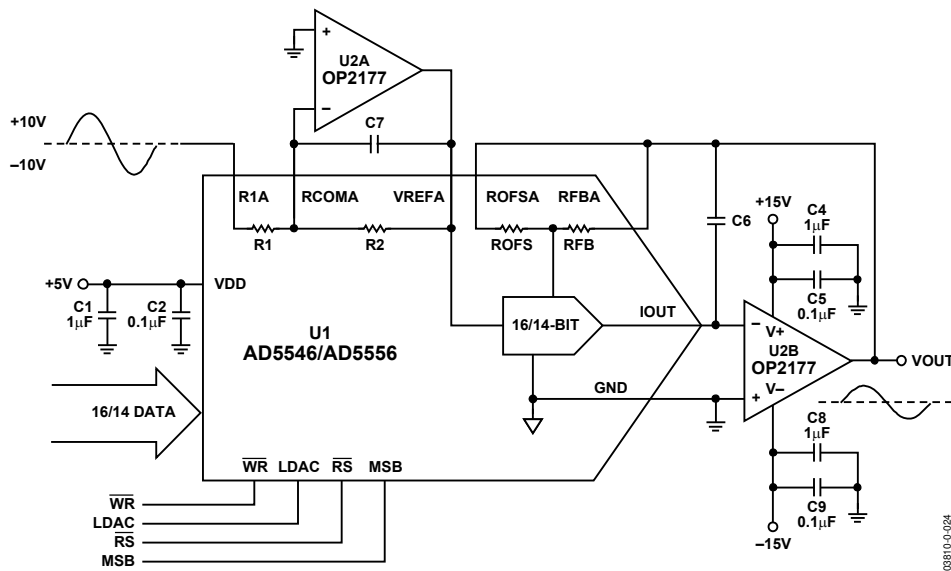 +
U2A
OP2177
–
+10V
–10V
C7
R1A
RCOMA
VREFA
ROFSA
RFBA
R1
R2
ROFS
RFB
C6
+15V
C4
1µF
C5
0.1µF
+5V
VDD
C1
1µF
C2
0.1µF
U1
AD5546/AD5556
16/14-BIT
IOUT
GND
–
V+
U2B
OP2177
V–
+
VOUT
16/14 DATA
C8
1µF
C9
0.1µF
–15V
WR LDAC RS MSB
WR
LDAC
RS
MSB
03810-0-024